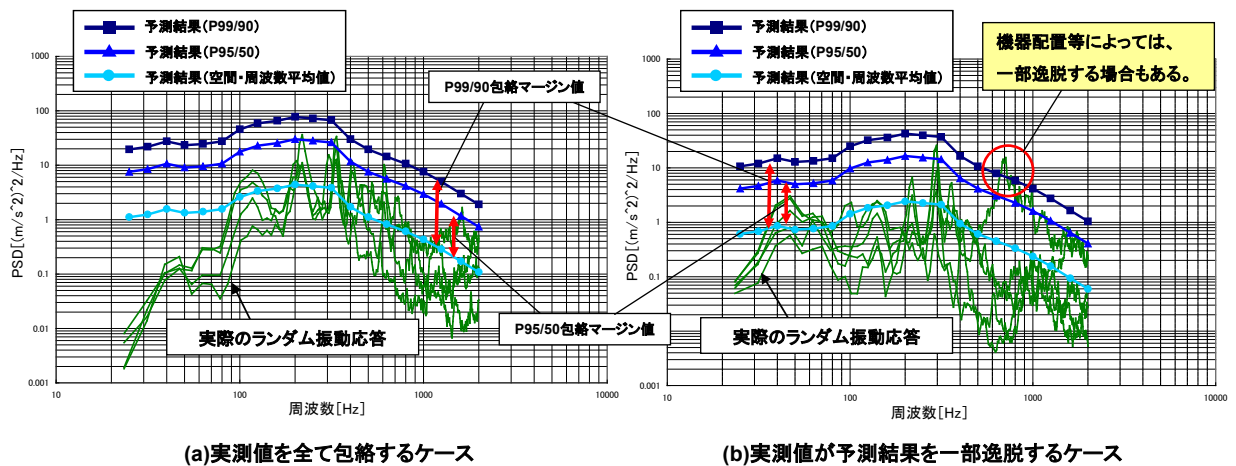 予測結果(P99/90)
予測結果(P95/50)
予測結果(空間・周波数平均値)
1000
100
10
1
0.1
0.01
0.001
PSD[(m/s^2)^2/Hz]
10
100
1000
10000
周波数[Hz]
P99/90包絡マージン値
P95/50包絡マージン値
実際のランダム振動応答
(a)実測値を全て包絡するケース
予測結果(P99/90)
予測結果(P95/50)
予測結果(空間・周波数平均値)
機器配置等によっては、
一部逸脱する場合もある。
1000
100
10
1
0.1
0.01
0.001
PSD[(m/s^2)^2/Hz]
10
100
1000
10000
周波数[Hz]
実際のランダム振動応答
(b)実測値が予測結果を一部逸脱するケース